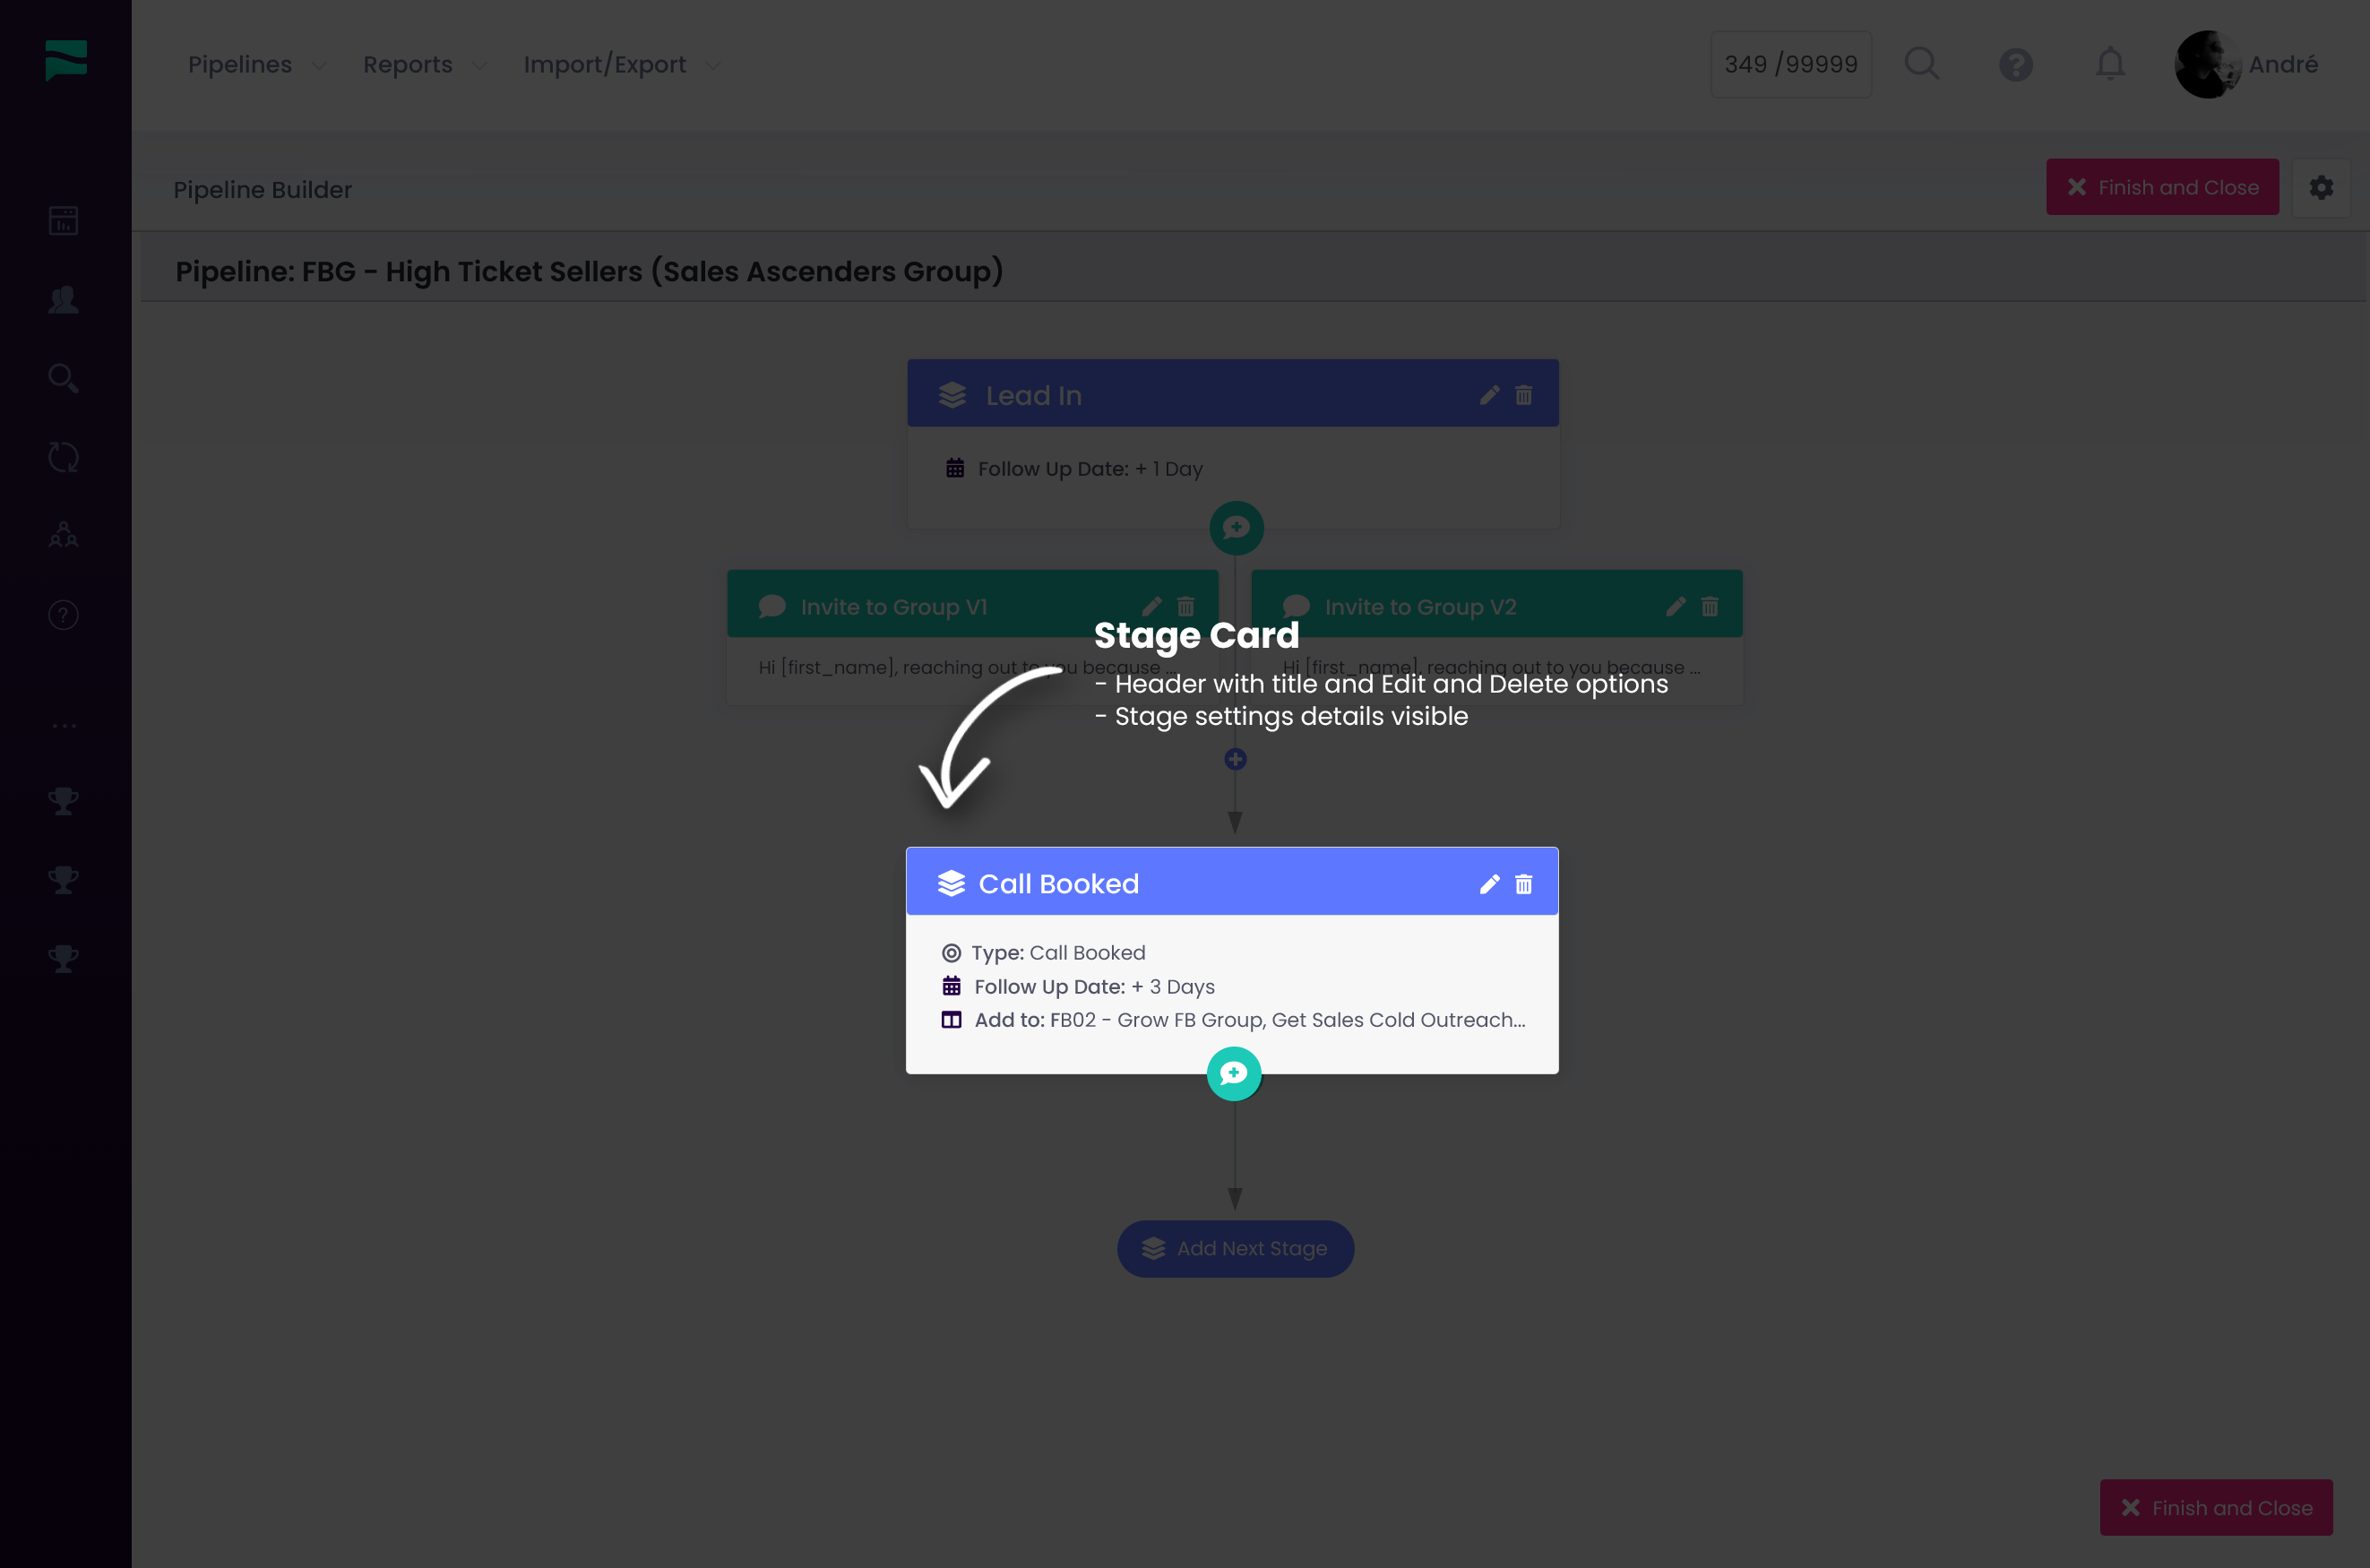 Pipelines
Reports
Import/Export
349 /99999
André
Pipeline Builder
Finish and Close
Pipeline: FBG - High Ticket Sellers (Sales Ascenders Group)
Lead In
Follow Up Date: + 1 Day
Invite to Group V1
Invite to Group V2
Hi [first_name], reaching out to you because ...
Hi [first_name], reaching out to you because ...
Stage Card
- Header with title and Edit and Delete options
- Stage settings details visible
Call Booked
Type: Call Booked
Follow Up Date: + 3 Days
Add to: FB02 - Grow FB Group, Get Sales Cold Outreach...
Add Next Stage
Finish and Close